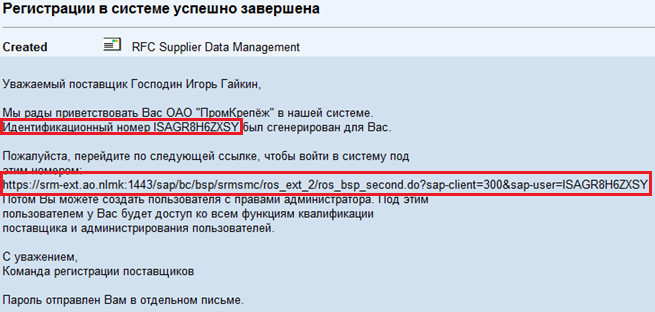 Регистрации в системе успешно завершена
Created RFC Supplier Data Management
Уважаемый поставщик Господин Игорь Гайкин,
Мы рады приветствовать Вас ОАО "ПромКрепёж" в нашей системе.
Идентификационный номер ISAGR8H6ZXSY был сгенерирован для Вас.
Пожалуйста, перейдите по следующей ссылке, чтобы войти в систему под
этим номером:
https://srm-ext.ao.nlmk:1443/sap/bc/bsp/srmsmc/ros_ext_2/ros_bsp_second.do?sap-client=300&sap-user=ISAGR8H6ZXSY
Потом Вы можете создать пользователя с правами администратора. Под этим
пользователем у Вас будет доступ ко всем функциям квалификации
поставщика и администрирования пользователей.
С уважением,
Команда регистрации поставщиков
Пароль отправлен Вам в отдельном письме.